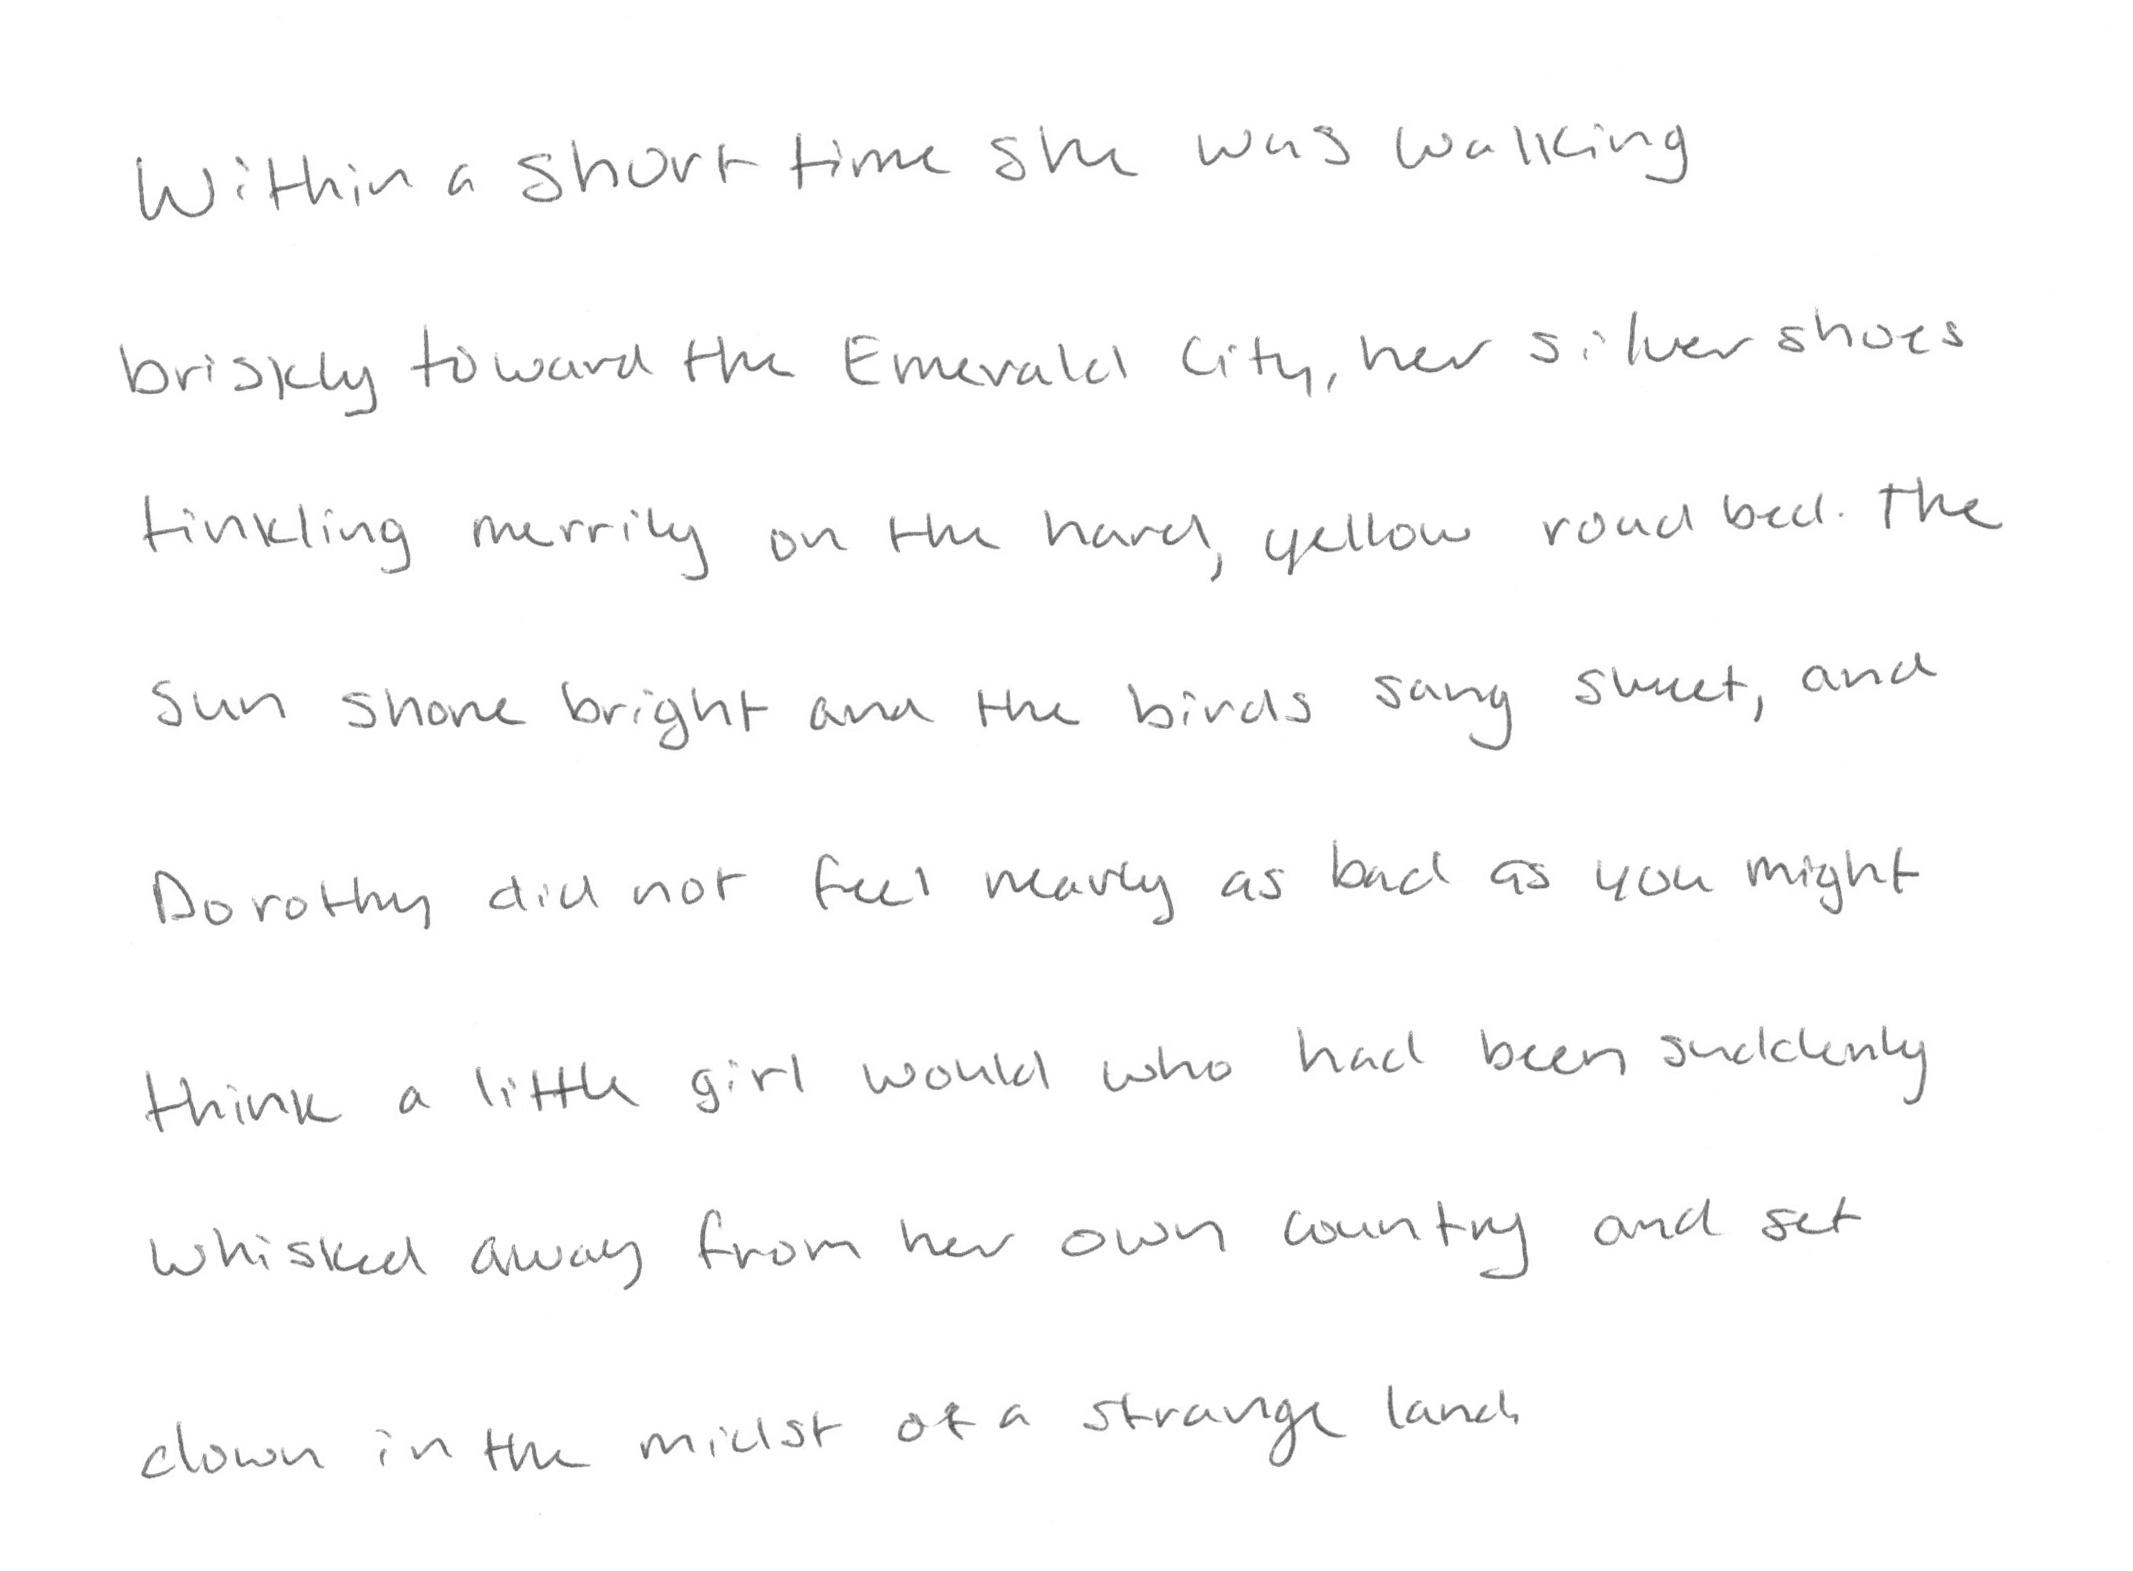 Within a short time she was walking
briskly toward the Emerald City, her silver shoes
tinkling merrily on the hard, yellow road bed. The
sun shone bright and the birds sang sweet, and
Dorothy did not feel nearly as bad as you might
think a little girl would who had been suddenly
whisked away from her own country and set
down in the midst of a strange land.